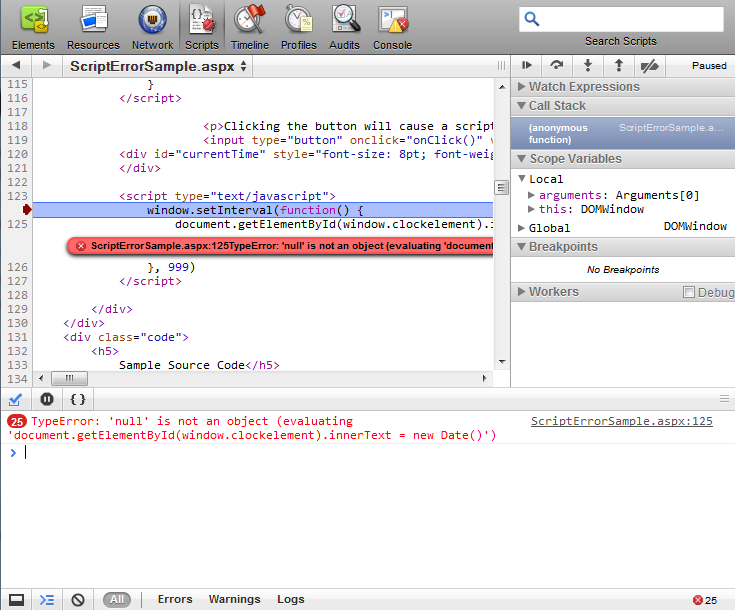 Elements Resources Network Scripts Timeline Profiles Audits Console
Search Scripts
ScriptErrorSample.aspx
Paused
115 }
116 </script>
117
118 <p>Clicking the button will cause a script
119 <input type="button" onclick="onClick()" v
120 <div id="currentTime" style="font-size: 8pt; font-weig
121 </div>
122
123 <script type="text/javascript">
window.setInterval(function() {
125 document.getElementById(window.clockelement).i
ScriptErrorSample.aspx:125TypeError: 'null' is not an object (evaluating 'document
126 }, 999)
127 </script>
128
129 </div>
130 </div>
131 <div class="code">
132 <h5>
133 Sample Source Code</h5>
134
Watch Expressions
Call Stack
(anonymous function) ScriptErrorSample.a...
Scope Variables
Local
arguments: Arguments[0]
this: DOMWindow
Global DOMWindow
Breakpoints
No Breakpoints
Workers Debug
25 TypeError: 'null' is not an object (evaluating ScriptErrorSample.aspx:125
'document.getElementById(window.clockelement).innerText = new Date()')
>
All Errors Warnings Logs 25